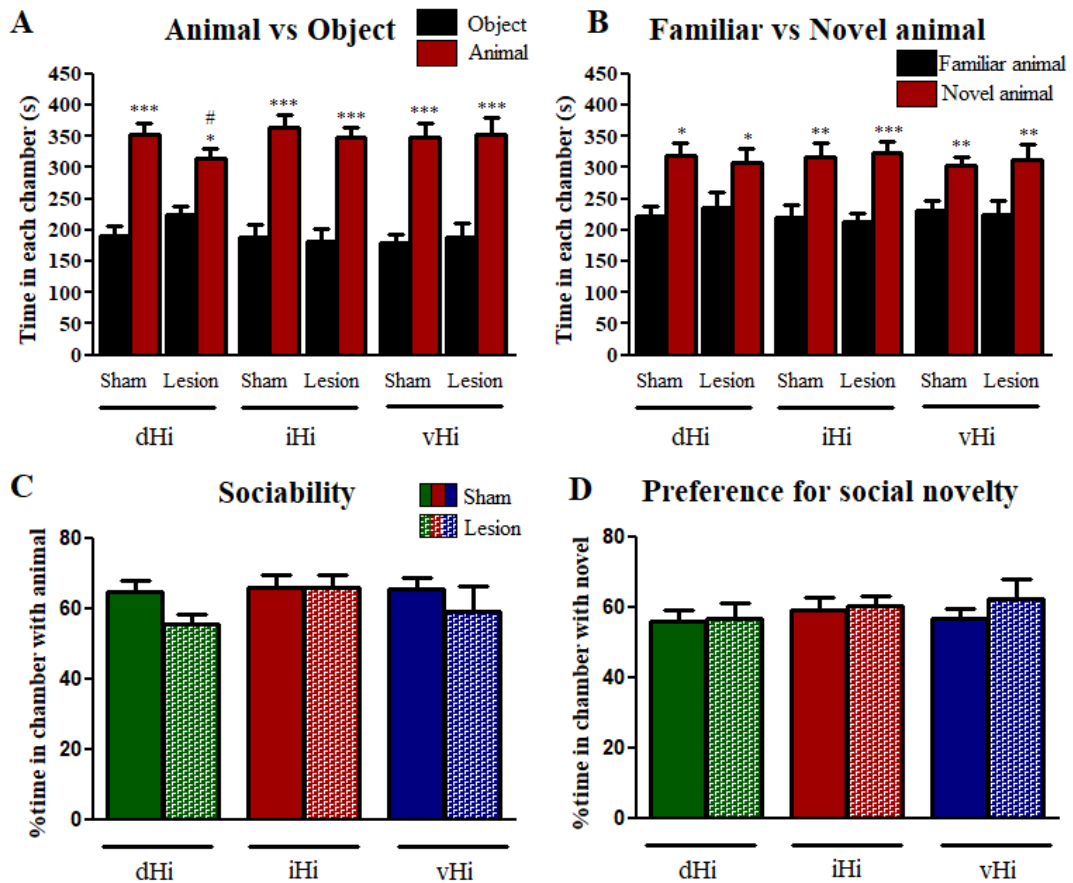 A
Animal vs Object
Object
Animal
Time in each chamber (s)
450
400
350
300
250
200
150
100
50
0
***
#
*
***
***
***
***
Sham Lesion Sham Lesion Sham Lesion
dHi iHi vHi
B
Familiar vs Novel animal
Familiar animal
Novel animal
Time in each chamber (s)
450
400
350
300
250
200
150
100
50
0
*
*
**
***
**
**
Sham Lesion Sham Lesion Sham Lesion
dHi iHi vHi
C
Sociability
Sham
Lesion
%time in chamber with animal
80
60
40
20
0
dHi iHi vHi
D
Preference for social novelty
%time in chamber with novel
80
60
40
20
0
dHi iHi vHi